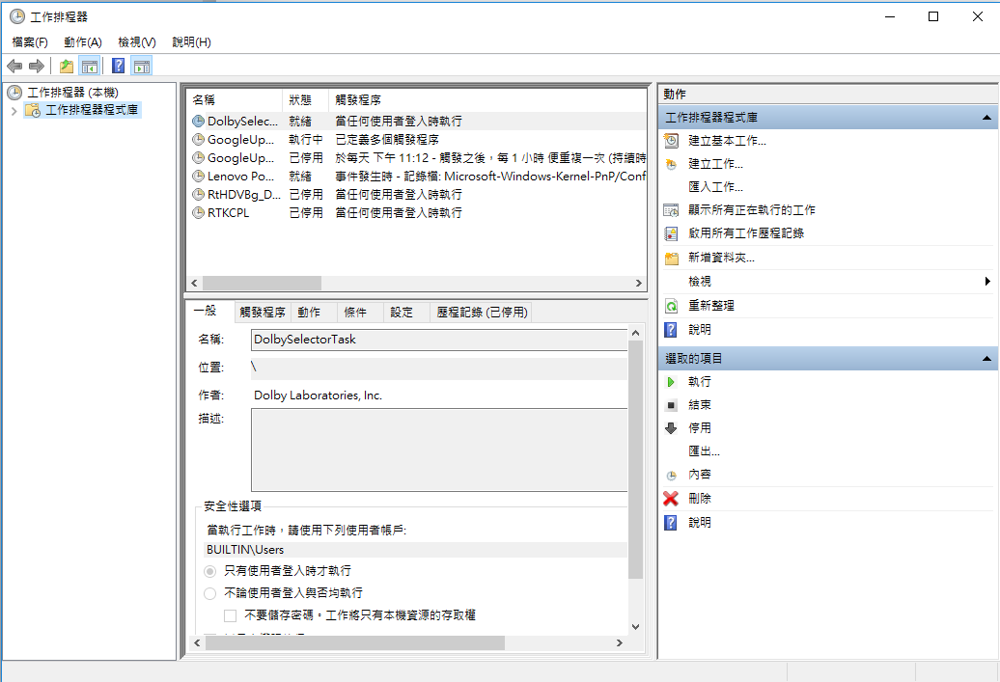 工作排程器
檔案(F) 動作(A) 檢視(V) 說明(H)
工作排程器 (本機)
工作排程器程式庫
名稱 狀態 觸發程序
DolbySelec... 就緒 當任何使用者登入時執行
GoogleUp... 執行中 已定義多個觸發程序
GoogleUp... 已停用 於每天 下午 11:12 - 觸發之後，每 1 小時 便重複一次 (持續時
Lenovo Po... 就緒 事件發生時 - 記錄檔: Microsoft-Windows-Kernel-PnP/Conf
RtHDVBg_D... 已停用 當任何使用者登入時執行
RTKCPL 已停用 當任何使用者登入時執行
一般 觸發程序 動作 條件 設定 歷程記錄 (已停用)
名稱: DolbySelectorTask
位置: \
作者: Dolby Laboratories, Inc.
描述:
安全性選項
當執行工作時，請使用下列使用者帳戶:
BUILTIN\Users
只有使用者登入時才執行
不論使用者登入與否均執行
不要儲存密碼。工作將只有本機資源的存取權
動作
工作排程器程式庫
建立基本工作...
建立工作...
匯入工作...
顯示所有正在執行的工作
啟用所有工作歷程記錄
新增資料夾...
檢視
重新整理
說明
選取的項目
執行
結束
停用
匯出...
內容
刪除
說明